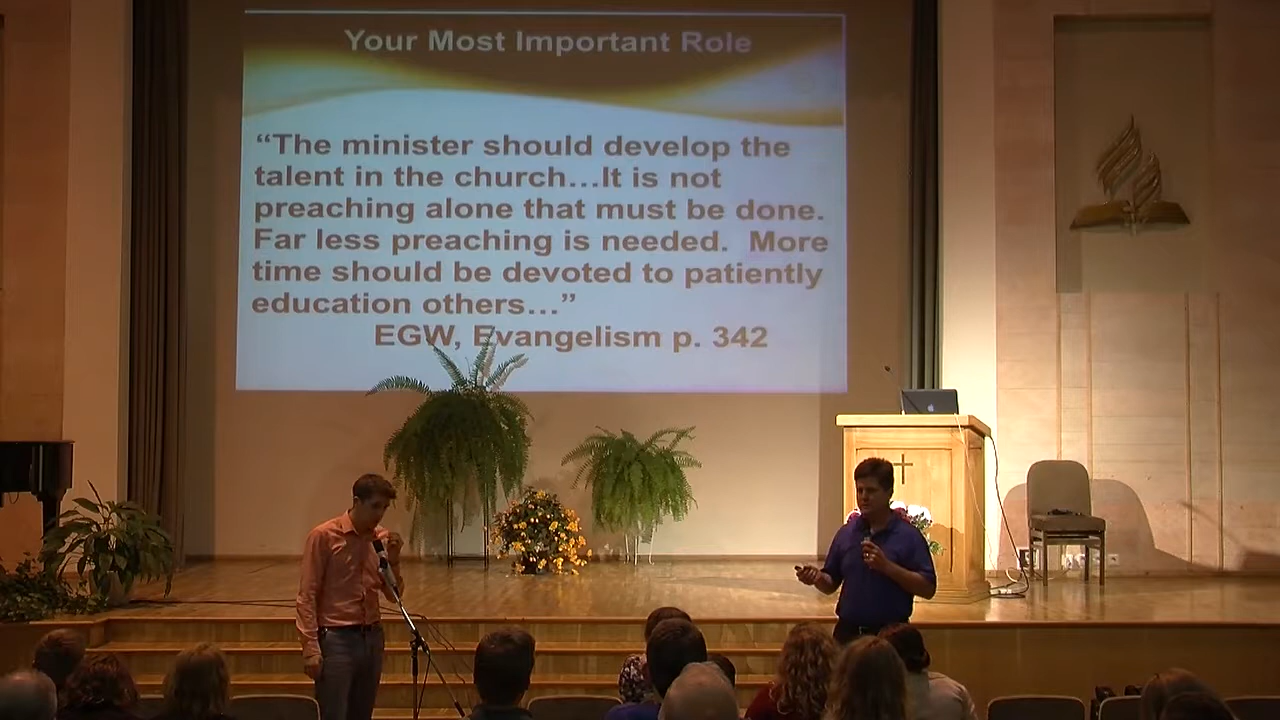 Your Most Important Role
“The minister should develop the
talent in the church...It is not
preaching alone that must be done.
Far less preaching is needed.  More
time should be devoted to patiently
education others...”
EGW, Evangelism p. 342